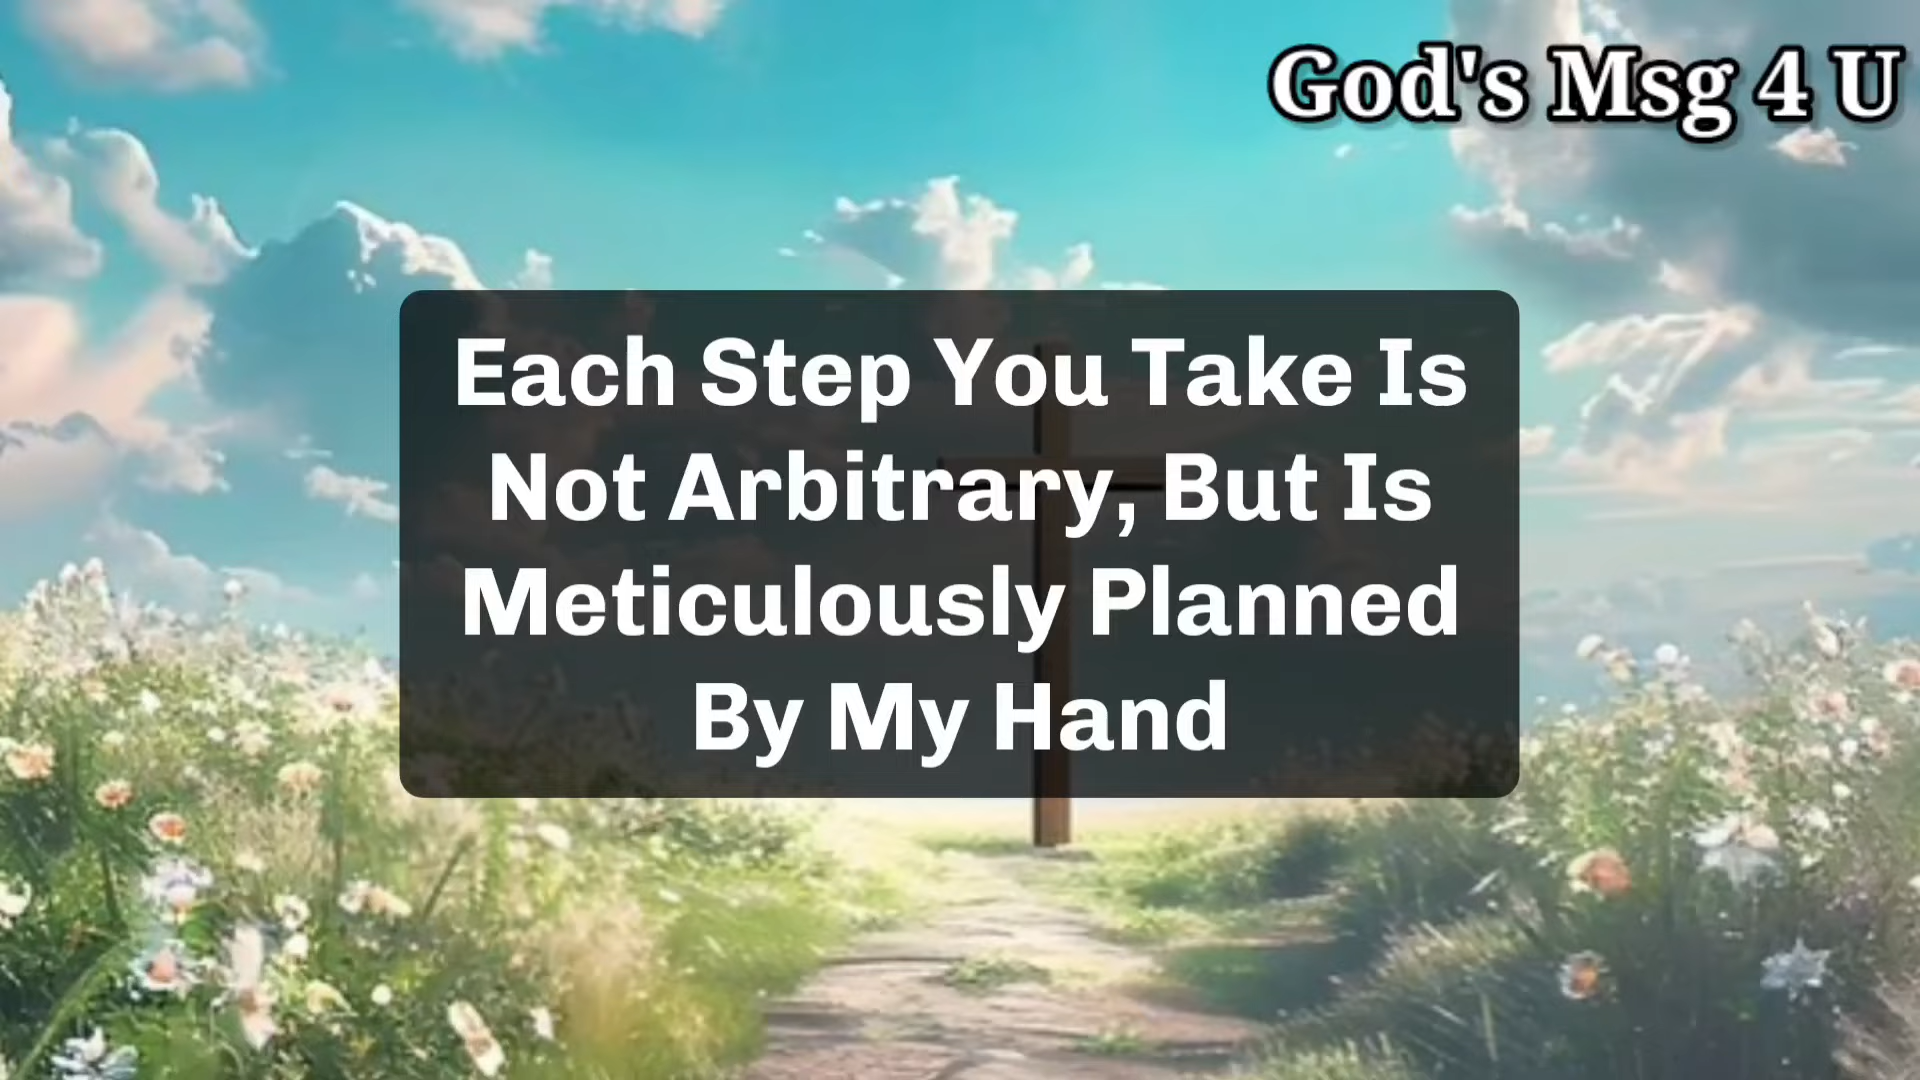 God's Msg 4 U
Each Step You Take Is
Not Arbitrary, But Is
Meticulously Planned
By My Hand